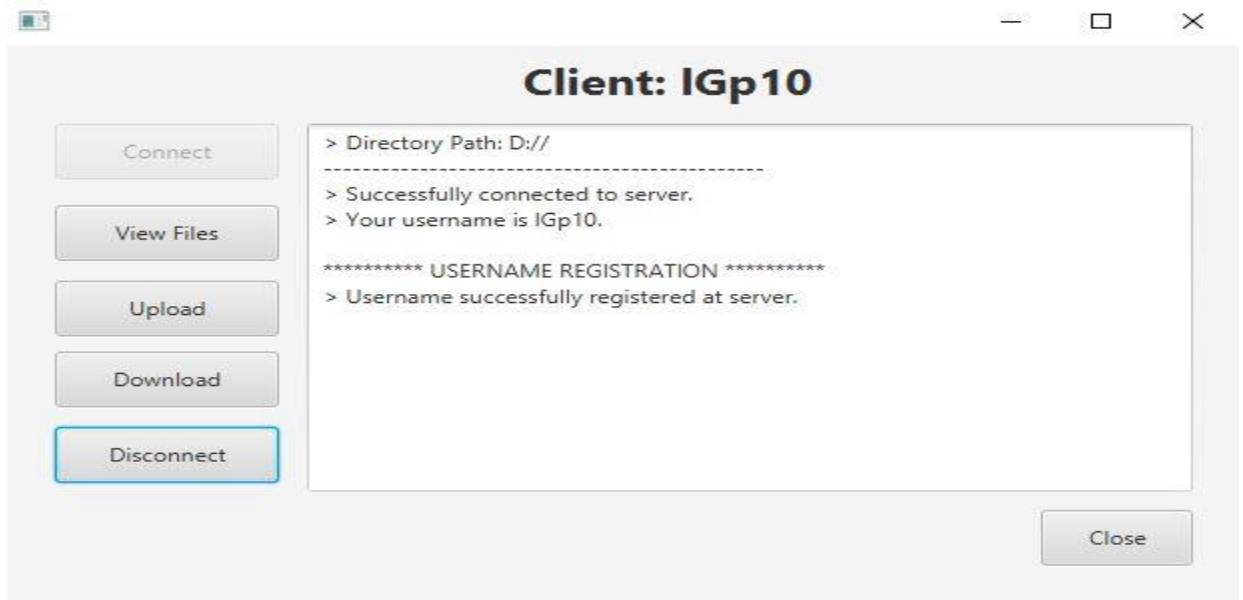 Client: lGp10
Connect
View Files
Upload
Download
Disconnect
> Directory Path: D://
----------------------------------------------
> Successfully connected to server.
> Your username is lGp10.
********** USERNAME REGISTRATION **********
> Username successfully registered at server.
Close